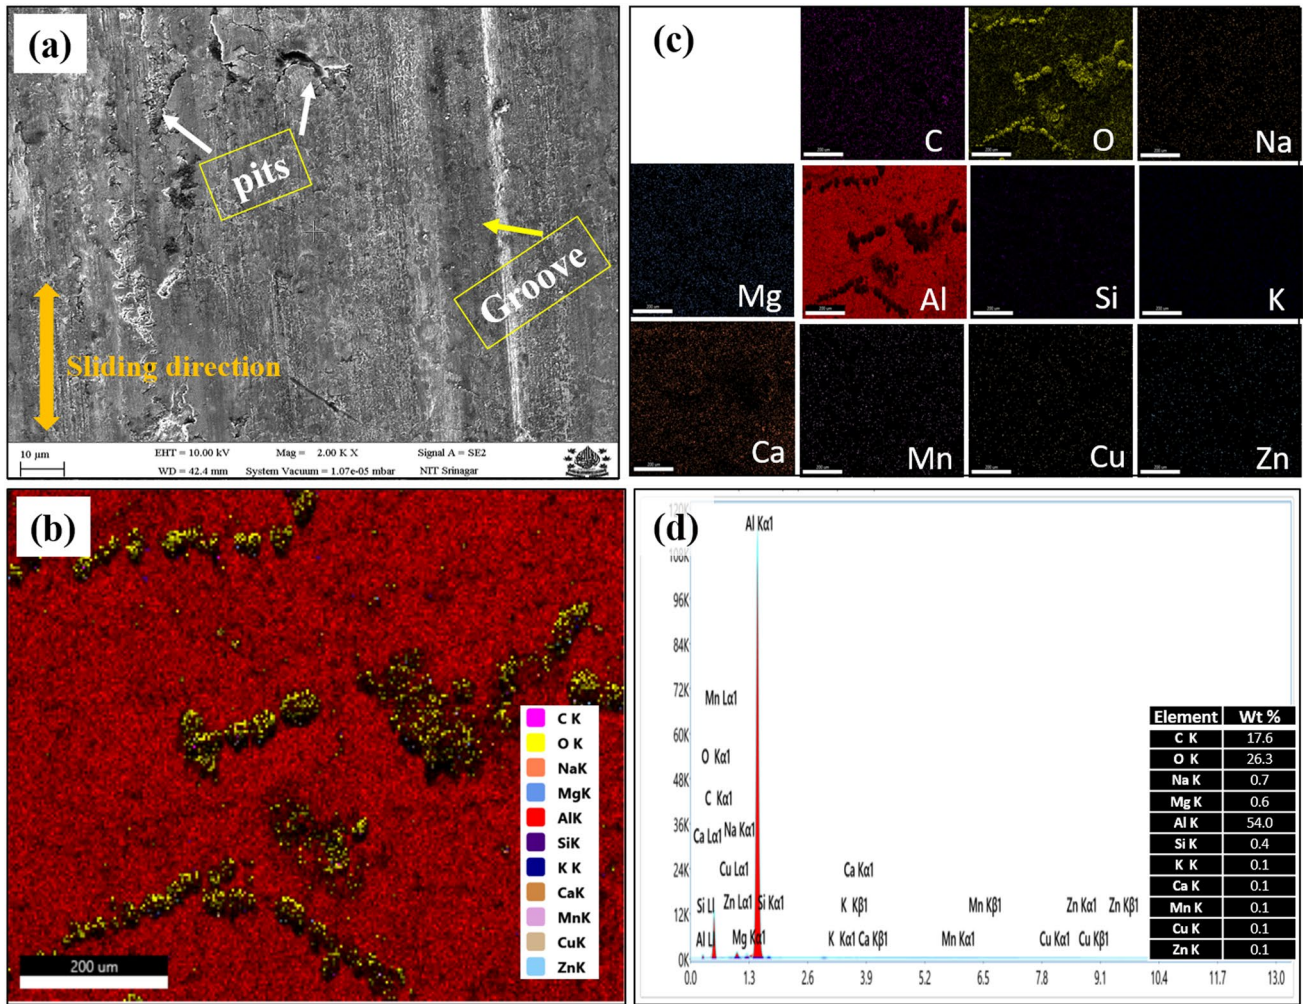 (a)
pits
Groove
Sliding direction
10 µm
EHT = 10.00 kV
Mag = 2.00 K X
Signal A = SE2
WD = 42.4 mm
System Vacuum = 1.07e-05 mbar
NIT Srinagar
(c)
C
O
Na
Mg
Al
Si
K
Ca
Mn
Cu
Zn
(b)
C K
O K
NaK
MgK
AlK
SiK
K K
CaK
MnK
CuK
ZnK
200 um
(d)
120K
108K
96K
84K
72K
60K
48K
36K
24K
12K
0K
Al Kα1
Mn Lα1
O Kα1
C Kα1
Ca Lα1
Na Kα1
Cu Lα1
Ca Kα1
Si Ll
Zn Lα1
Si Kα1
K Kβ1
Mn Kβ1
Zn Kα1
Zn Kβ1
Al Ll
Mg Kα1
K Kα1
Ca Kβ1
Mn Kα1
Cu Kα1
Cu Kβ1
0.0 1.3 2.6 3.9 5.2 6.5 7.8 9.1 10.4 11.7 13.0
Element Wt %
C K 17.6
O K 26.3
Na K 0.7
Mg K 0.6
Al K 54.0
Si K 0.4
K K 0.1
Ca K 0.1
Mn K 0.1
Cu K 0.1
Zn K 0.1